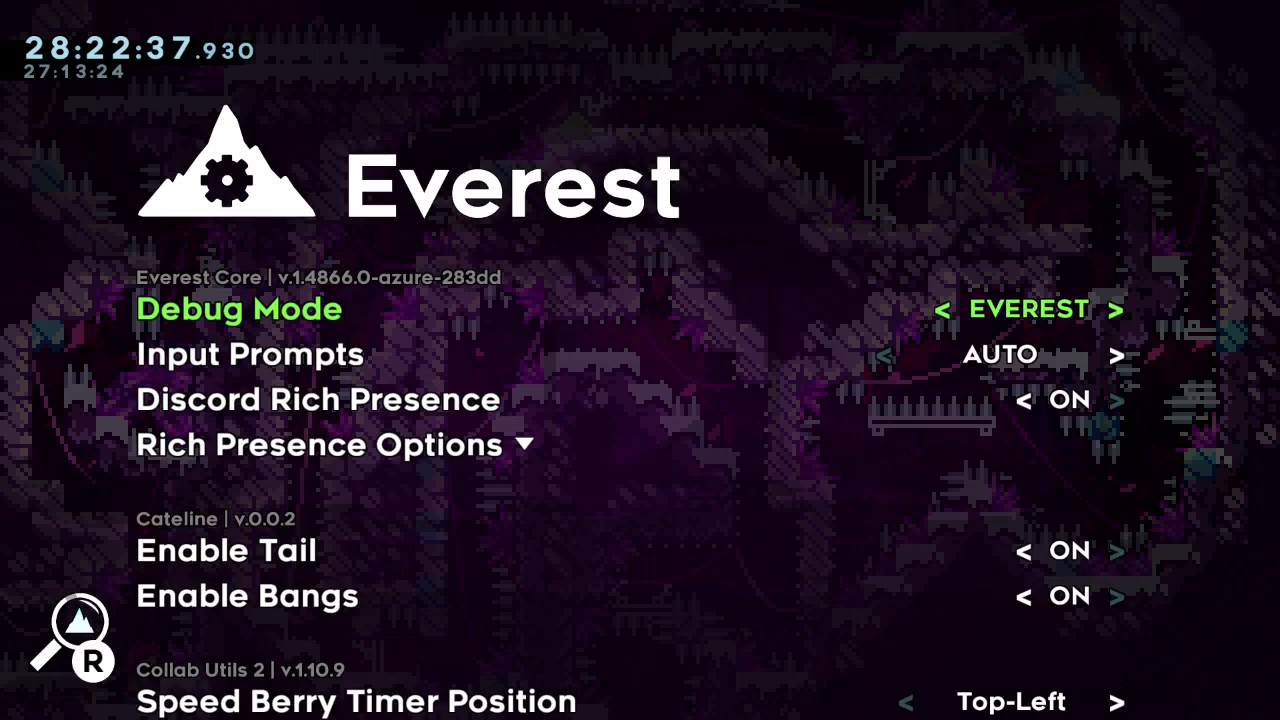 28:22:37.930
27:13:24
Everest
Everest Core | v.1.4866.0-azure-283dd
Debug Mode < EVEREST >
Input Prompts < AUTO >
Discord Rich Presence < ON >
Rich Presence Options ▼
Cateline | v.0.0.2
Enable Tail < ON >
Enable Bangs < ON >
R
Collab Utils 2 | v.1.10.9
Speed Berry Timer Position < Top-Left >